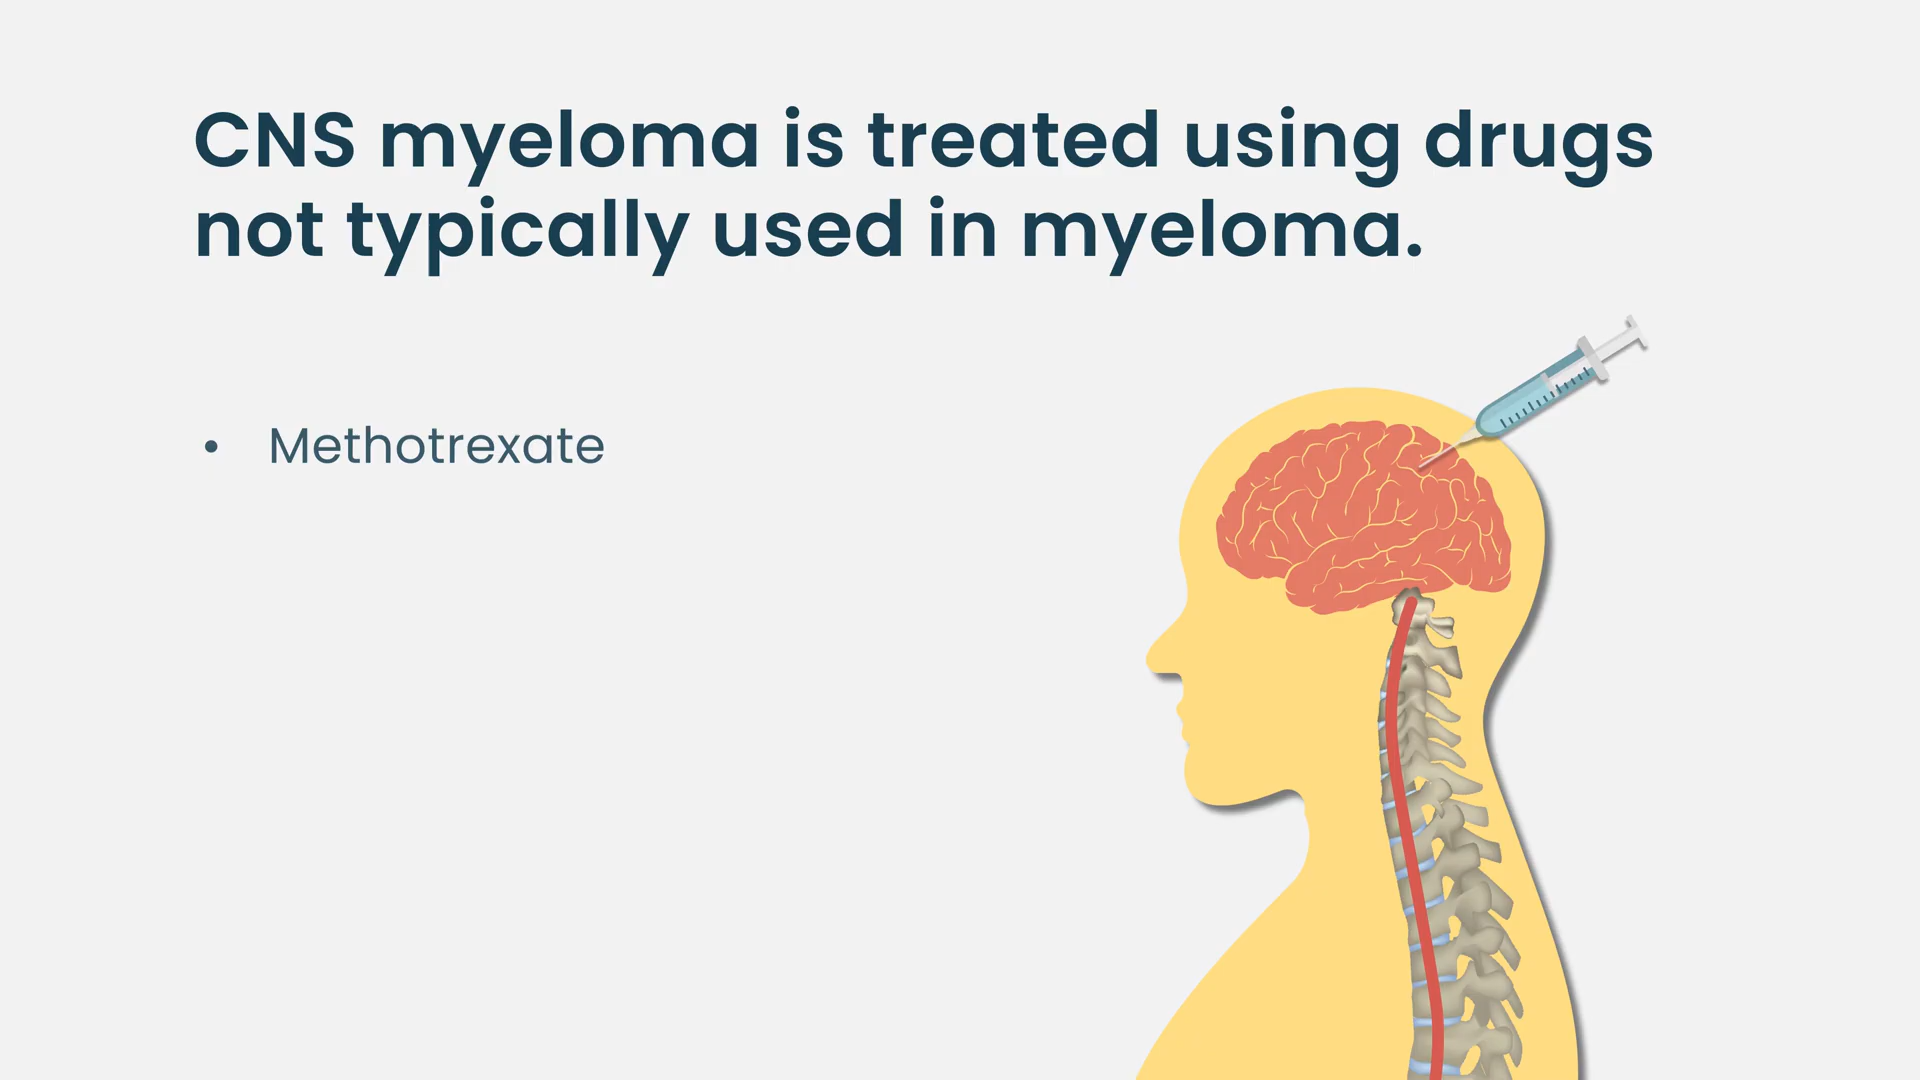 CNS myeloma is treated using drugs
not typically used in myeloma.
• Methotrexate